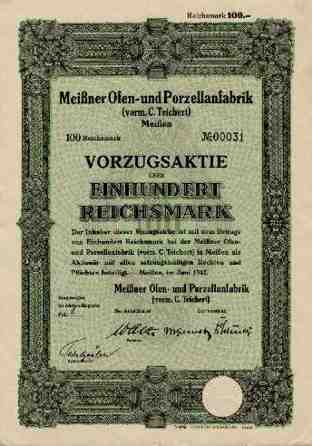 Reichsmark 100.—
Meißner Ofen- und Porzellanfabrik
(vorm. C. Teichert)
Meißen
100 Reichsmark № 00031
VORZUGSAKTIE
ÜBER
EINHUNDERT
REICHSMARK
Der Inhaber dieser Vorzugsaktie ist mit dem Betrage
von Einhundert Reichsmark bei der Meißner Ofen-
und Porzellanfabrik (vorm. C. Teichert) in Meißen als
Aktionär mit allen satzungsmäßigen Rechten und
Pflichten beteiligt. — Meißen, im Juni 1942.
Meißner Ofen- und Porzellanfabrik
(vorm. C. Teichert)
Der Aufsichtsrat Der Vorstand